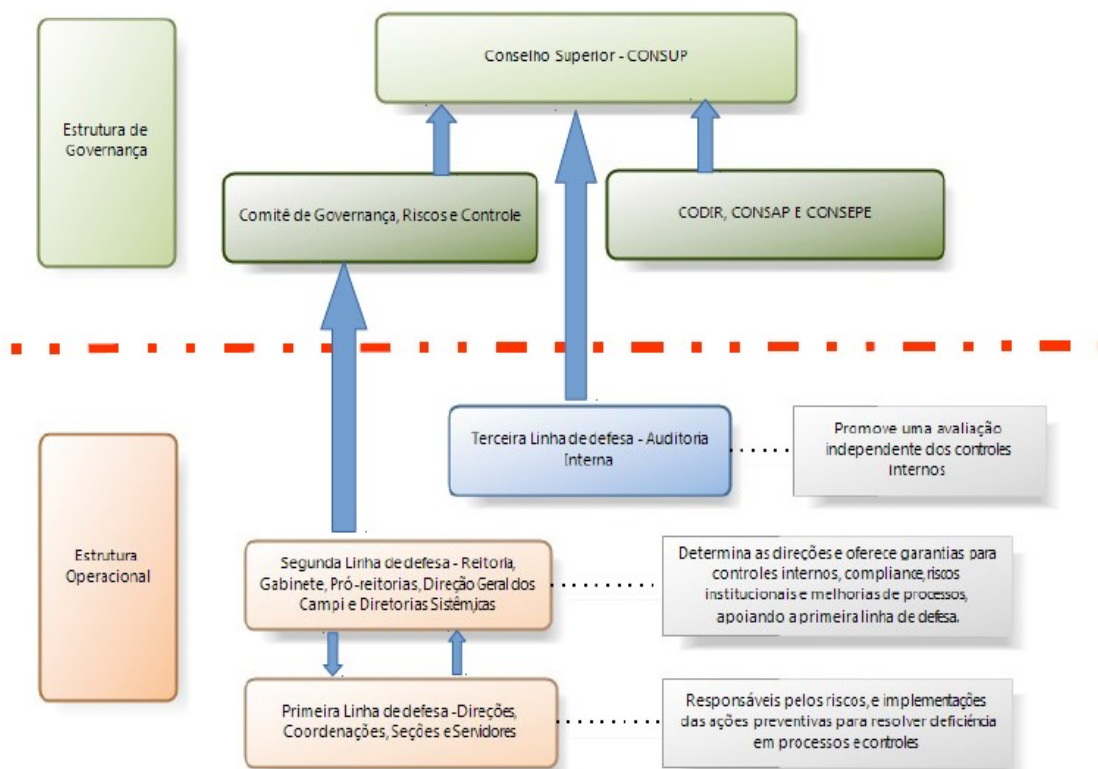 Conselho Superior - CONSUP
Estrutura de
Governança
Comitê de Governança, Riscos e Controle
CODIR, CONSAP E CONSEPE
Terceira Linha de defesa - Auditoria
Interna
Promove uma avaliação
independente dos controles
internos
Estrutura
Operacional
Segunda Linha de defesa - Reitoria,
Gabinete, Pró-reitorias, Direção Geral dos
Campi e Diretorias Sistêmicas
Determina as direções e oferece garantias para
controles internos, compliance, riscos
institucionais e melhorias de processos,
apoiando a primeira linha de defesa.
Primeira Linha de defesa - Direções,
Coordenações, Seções e Servidores
Responsáveis pelos riscos, e implementações
das ações preventivas para resolver deficiência
em processos e controles